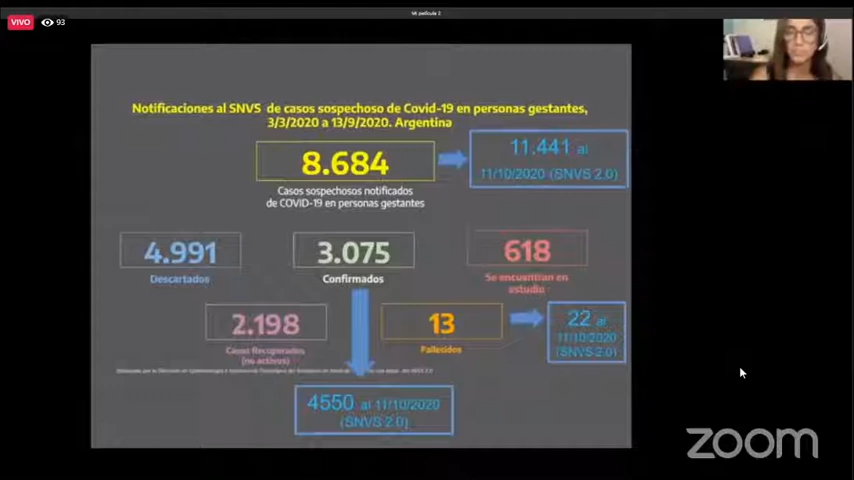 Mi película 2
VIVO
93
Notificaciones al SNVS de casos sospechoso de Covid-19 en personas gestantes,
3/3/2020 a 13/9/2020. Argentina
8.684
11.441 al
11/10/2020 (SNVS 2.0)
Casos sospechosos notificados
de COVID-19 en personas gestantes
4.991
3.075
618
Descartados
Confirmados
Se encuentran en
estudio
2.198
13
22 al
11/10/2020
(SNVS 2.0)
Casos Recuperados
(no activos)
Fallecidos
4550 al 11/10/2020
(SNVS 2.0)
zoom